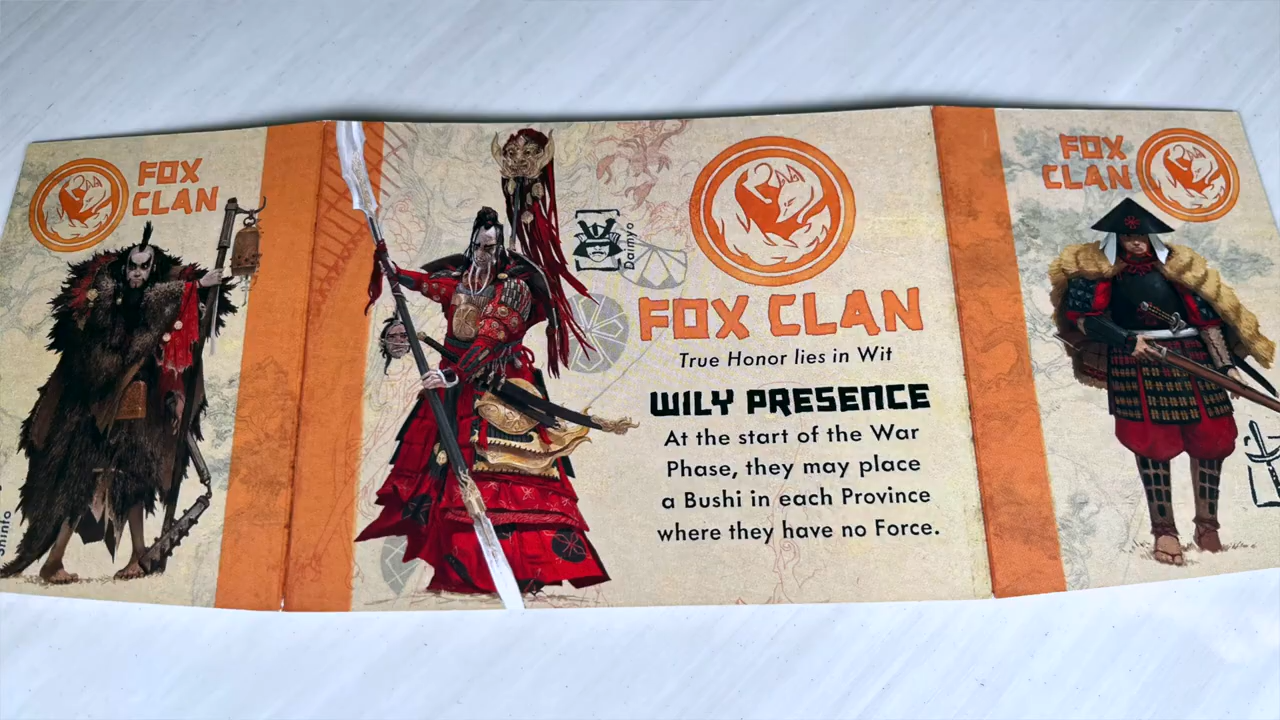 FOX
CLAN
Shinto
Daimyo
FOX CLAN
True Honor lies in Wit
WILY PRESENCE
At the start of the War
Phase, they may place
a Bushi in each Province
where they have no Force.
FOX
CLAN